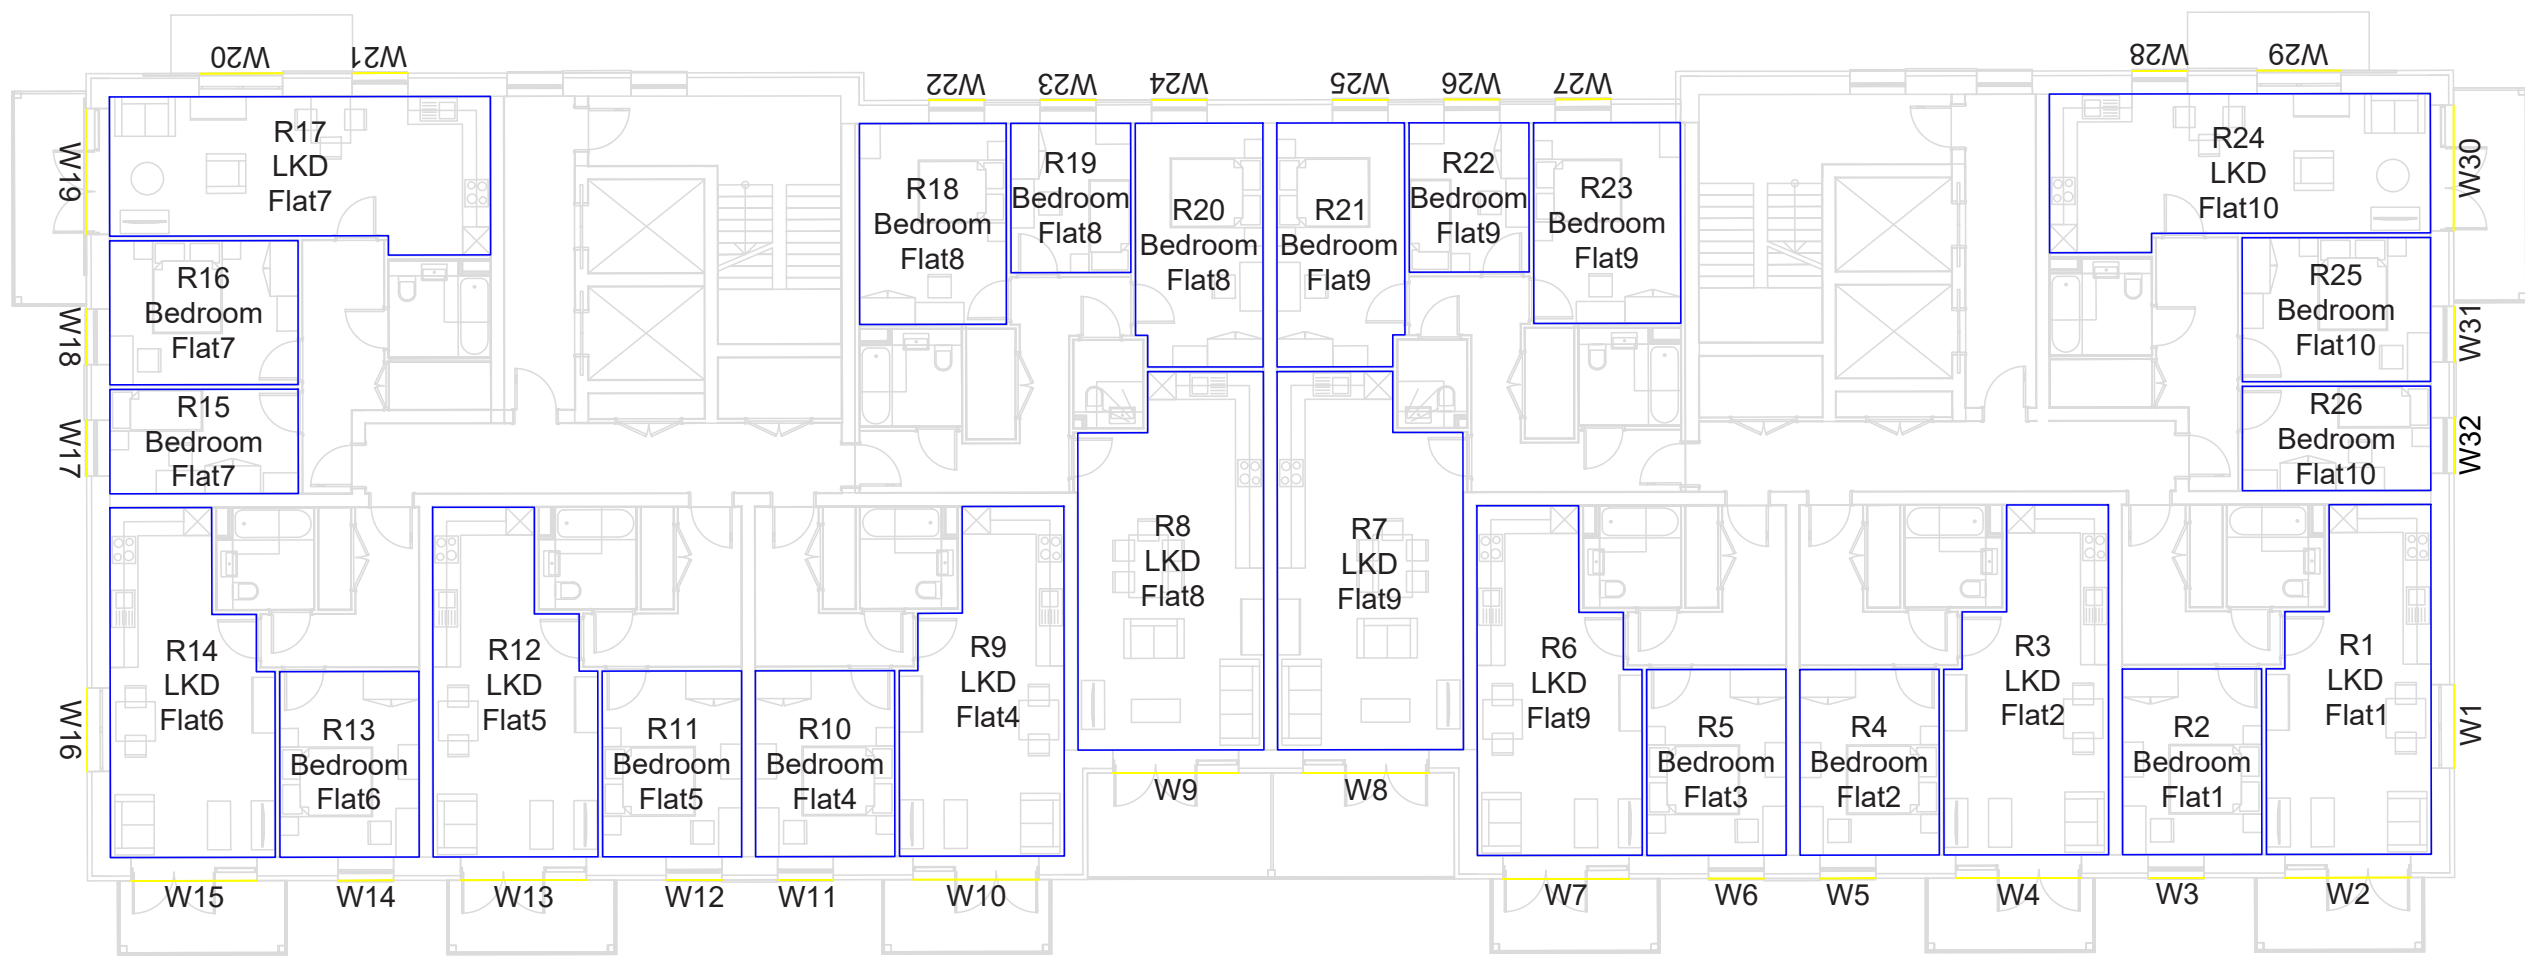 W20
W21
W22
W23
W24
W25
W26
W27
W28
W29
W19
R17
LKD
Flat7
R18
Bedroom
Flat8
R19
Bedroom
Flat8
R20
Bedroom
Flat8
R21
Bedroom
Flat9
R22
Bedroom
Flat9
R23
Bedroom
Flat9
R24
LKD
Flat10
W30
W18
R16
Bedroom
Flat7
R25
Bedroom
Flat10
W31
W17
R15
Bedroom
Flat7
R26
Bedroom
Flat10
W32
W16
R14
LKD
Flat6
R13
Bedroom
Flat6
R12
LKD
Flat5
R11
Bedroom
Flat5
R10
Bedroom
Flat4
R9
LKD
Flat4
R8
LKD
Flat8
R7
LKD
Flat9
R6
LKD
Flat9
R5
Bedroom
Flat3
R4
Bedroom
Flat2
R3
LKD
Flat2
R2
Bedroom
Flat1
R1
LKD
Flat1
W1
W9
W8
W15
W14
W13
W12
W11
W10
W7
W6
W5
W4
W3
W2